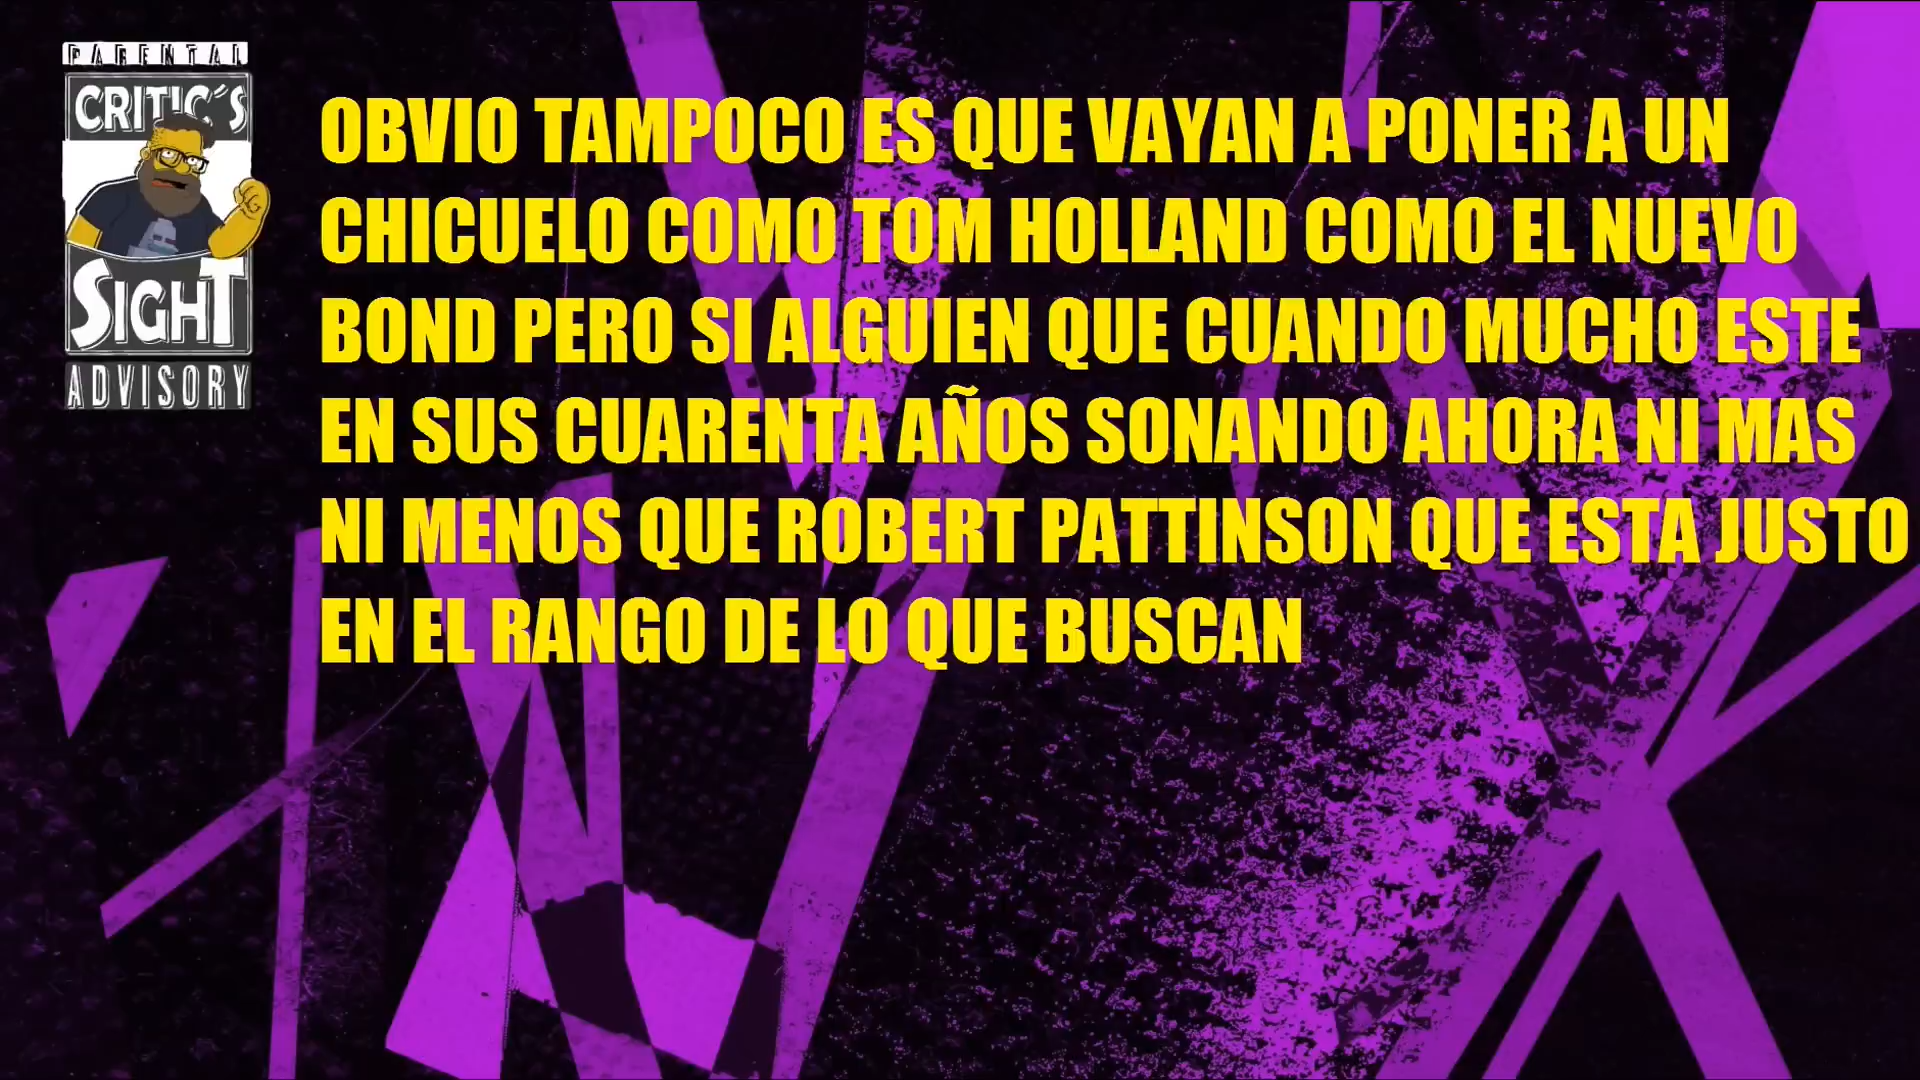 PARENTAL
CRITIC´S
SIGHT
ADVISORY
OBVIO TAMPOCO ES QUE VAYAN A PONER A UN
CHICUELO COMO TOM HOLLAND COMO EL NUEVO
BOND PERO SI ALGUIEN QUE CUANDO MUCHO ESTE
EN SUS CUARENTA AÑOS SONANDO AHORA NI MAS
NI MENOS QUE ROBERT PATTINSON QUE ESTA JUSTO
EN EL RANGO DE LO QUE BUSCAN